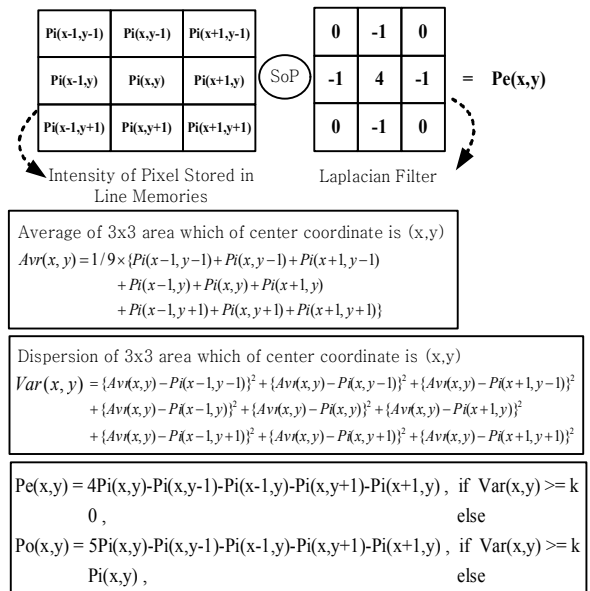 Pi(x-1,y-1) Pi(x,y-1) Pi(x+1,y-1) 0 -1 0
Pi(x-1,y) Pi(x,y) Pi(x+1,y) SoP -1 4 -1 = Pe(x,y)
Pi(x-1,y+1) Pi(x,y+1) Pi(x+1,y+1) 0 -1 0
Intensity of Pixel Stored in
Line Memories
Laplacian Filter
Average of 3x3 area which of center coordinate is (x,y)
Avr(x, y) = 1/9×{Pi(x−1, y−1)+Pi(x, y−1)+Pi(x+1, y−1)
+Pi(x−1, y)+Pi(x, y)+Pi(x+1, y)
+Pi(x−1, y+1)+Pi(x, y+1)+Pi(x+1, y+1)}
Dispersion of 3x3 area which of center coordinate is (x,y)
Var(x, y) = {Avr(x,y)−Pi(x−1,y−1)}²+{Avr(x,y)−Pi(x,y−1)}²+{Avr(x,y)−Pi(x+1,y−1)}²
+{Avr(x,y)−Pi(x−1,y)}²+{Avr(x,y)−Pi(x,y)}²+{Avr(x,y)−Pi(x+1,y)}²
+{Avr(x,y)−Pi(x−1,y+1)}²+{Avr(x,y)−Pi(x,y+1)}²+{Avr(x,y)−Pi(x+1,y+1)}²
Pe(x,y) = 4Pi(x,y)-Pi(x,y-1)-Pi(x-1,y)-Pi(x,y+1)-Pi(x+1,y) , if Var(x,y) >= k
0 , else
Po(x,y) = 5Pi(x,y)-Pi(x,y-1)-Pi(x-1,y)-Pi(x,y+1)-Pi(x+1,y) , if Var(x,y) >= k
Pi(x,y) , else